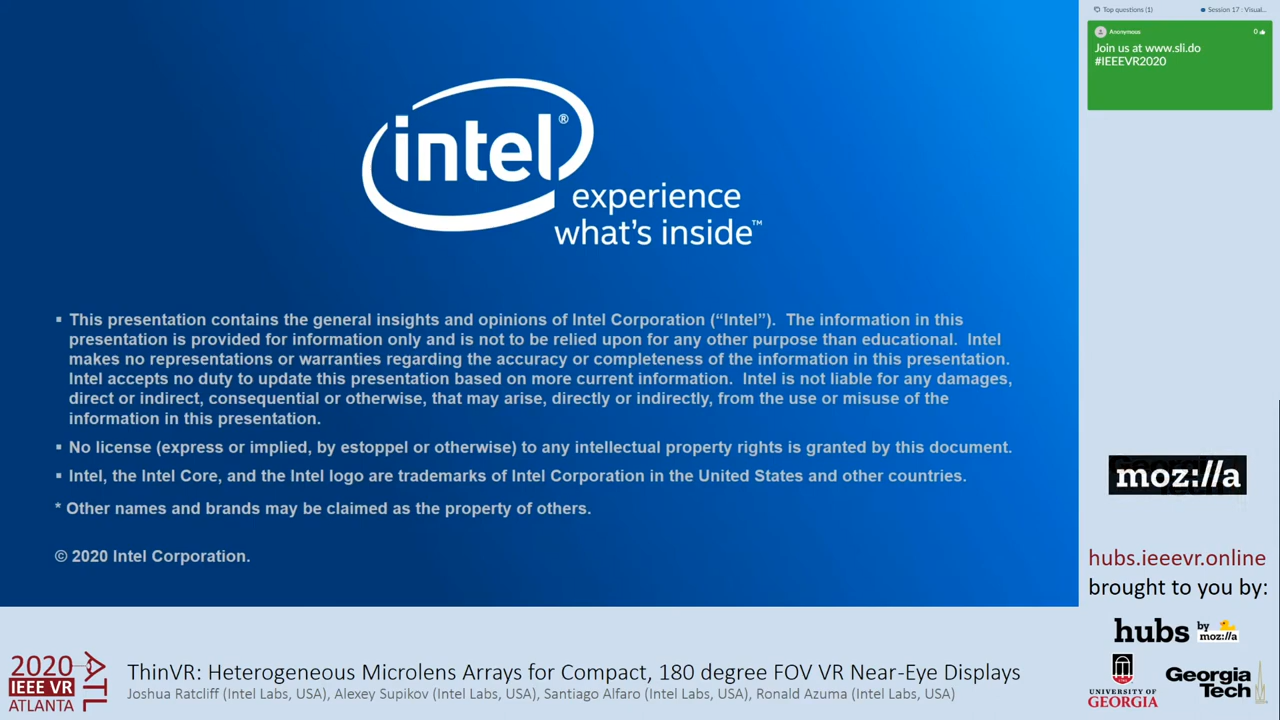 Top questions (1)
Session 17 : Visual...
Anonymous
0
Join us at www.sli.do
#IEEEVR2020
intel®
experience
what's inside™
▪ This presentation contains the general insights and opinions of Intel Corporation (“Intel”).  The information in this
presentation is provided for information only and is not to be relied upon for any other purpose than educational.  Intel
makes no representations or warranties regarding the accuracy or completeness of the information in this presentation.
Intel accepts no duty to update this presentation based on more current information.  Intel is not liable for any damages,
direct or indirect, consequential or otherwise, that may arise, directly or indirectly, from the use or misuse of the
information in this presentation.
▪ No license (express or implied, by estoppel or otherwise) to any intellectual property rights is granted by this document.
▪ Intel, the Intel Core, and the Intel logo are trademarks of Intel Corporation in the United States and other countries.
* Other names and brands may be claimed as the property of others.
© 2020 Intel Corporation.
moz://a
hubs.ieeevr.online
brought to you by:
hubs by moz://a
UNIVERSITY OF
GEORGIA
Georgia
Tech
2020
IEEE VR
ATLANTA
ATL
ThinVR: Heterogeneous Microlens Arrays for Compact, 180 degree FOV VR Near-Eye Displays
Joshua Ratcliff (Intel Labs, USA), Alexey Supikov (Intel Labs, USA), Santiago Alfaro (Intel Labs, USA), Ronald Azuma (Intel Labs, USA)